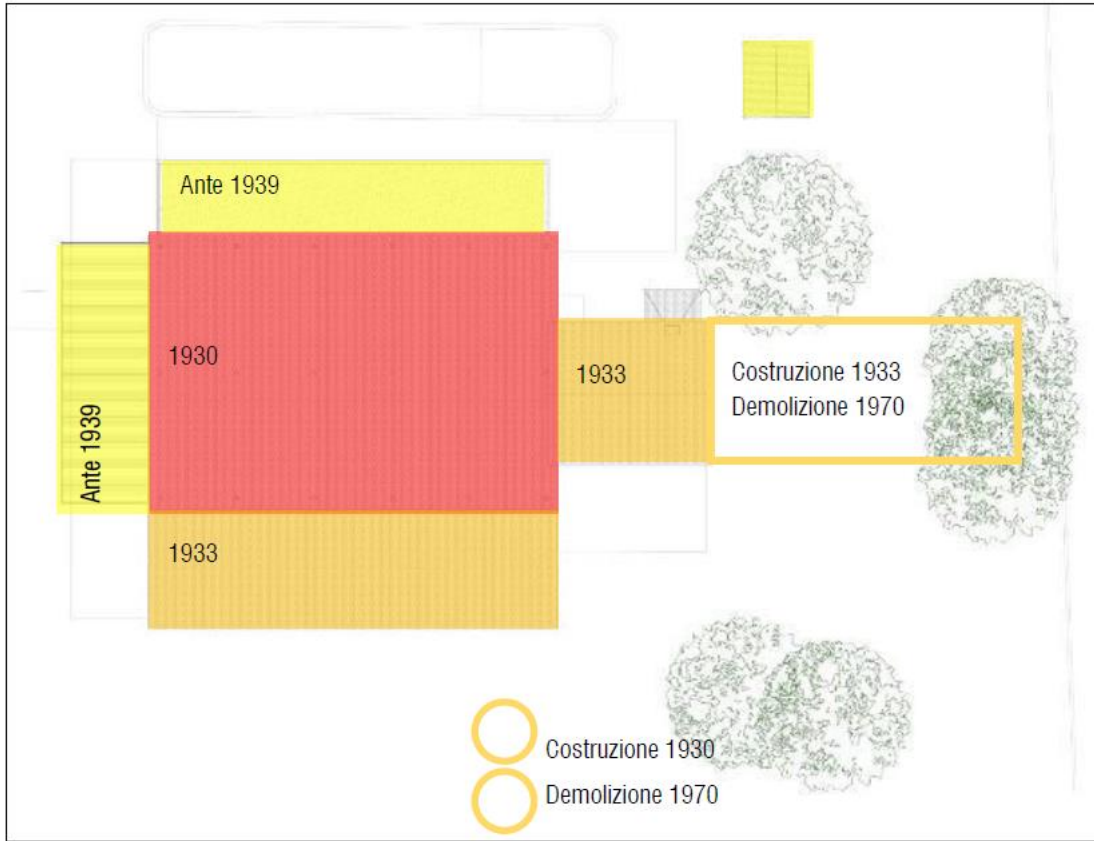 Ante 1939
1930
Ante 1939
1933
Costruzione 1933
Demolizione 1970
1933
Costruzione 1930
Demolizione 1970